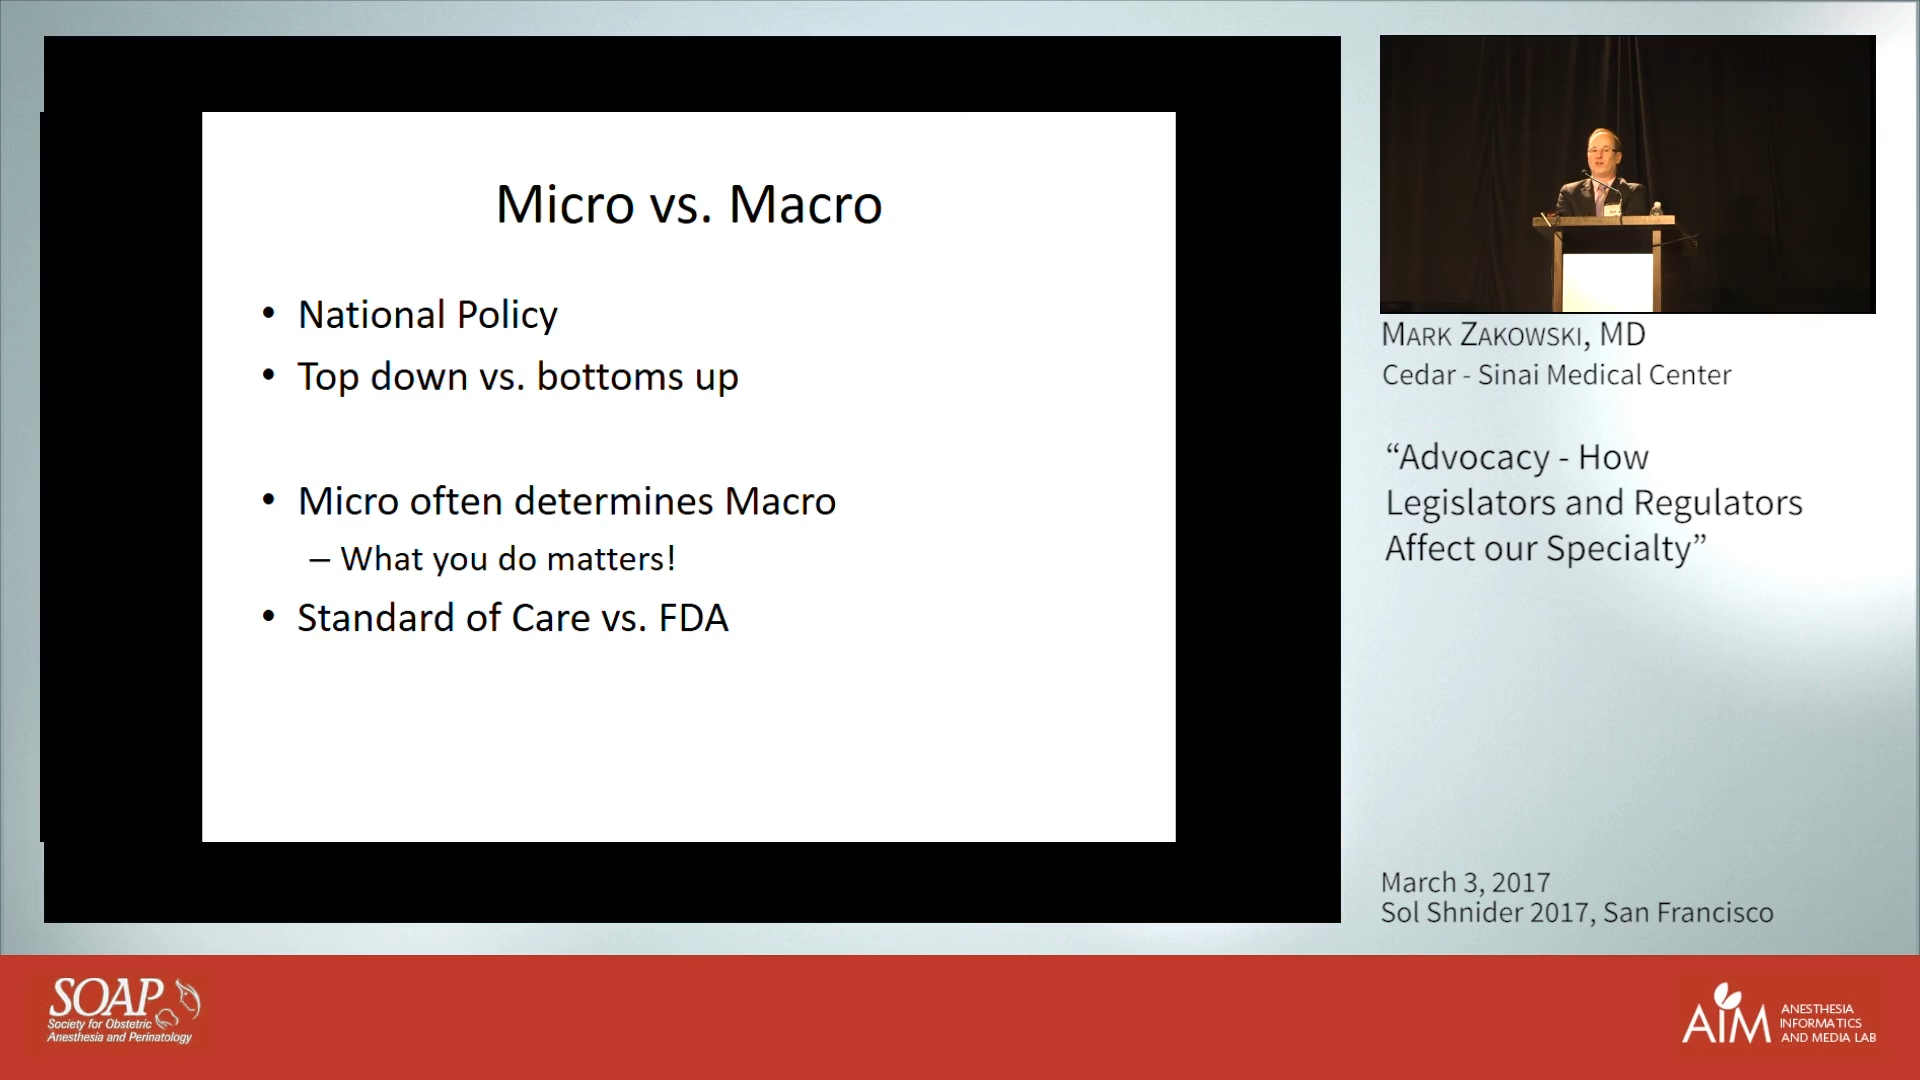 Micro vs. Macro
• National Policy
• Top down vs. bottoms up
• Micro often determines Macro
– What you do matters!
• Standard of Care vs. FDA
MARK ZAKOWSKI, MD
Cedar - Sinai Medical Center
“Advocacy - How
Legislators and Regulators
Affect our Specialty”
March 3, 2017
Sol Shnider 2017, San Francisco
SOAP
Society for Obstetric
Anesthesia and Perinatology
AIM
ANESTHESIA
INFORMATICS
AND MEDIA LAB